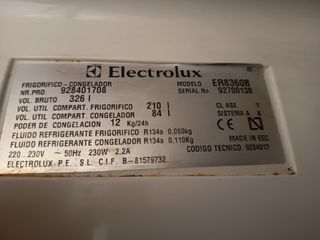 Electrolux
FRIGORIFICO-CONGELADOR MODELO ER8360B
NR.PRO. 928401708 SERIAL No. 92700138
VOL. BRUTO 326 l
VOL. UTIL COMPART. FRIGORIFICO 210 l CLASE T
VOL. UTIL COMPART. CONGELADOR 84 l SISTEMA A E
PODER DE CONGELACION 12 Kg/24h
FLUIDO REFRIGERANTE FRIGORIFICO R134a 0,050kg
FLUIDO REFRIGERANTE CONGELADOR R134a 0,110Kg MADE IN EEC
220..230V ~ 50Hz 230W 2.2A CODIGO TECNICO 9284017
ELECTROLUX P.E., S.L. C.I.F. B-81579732